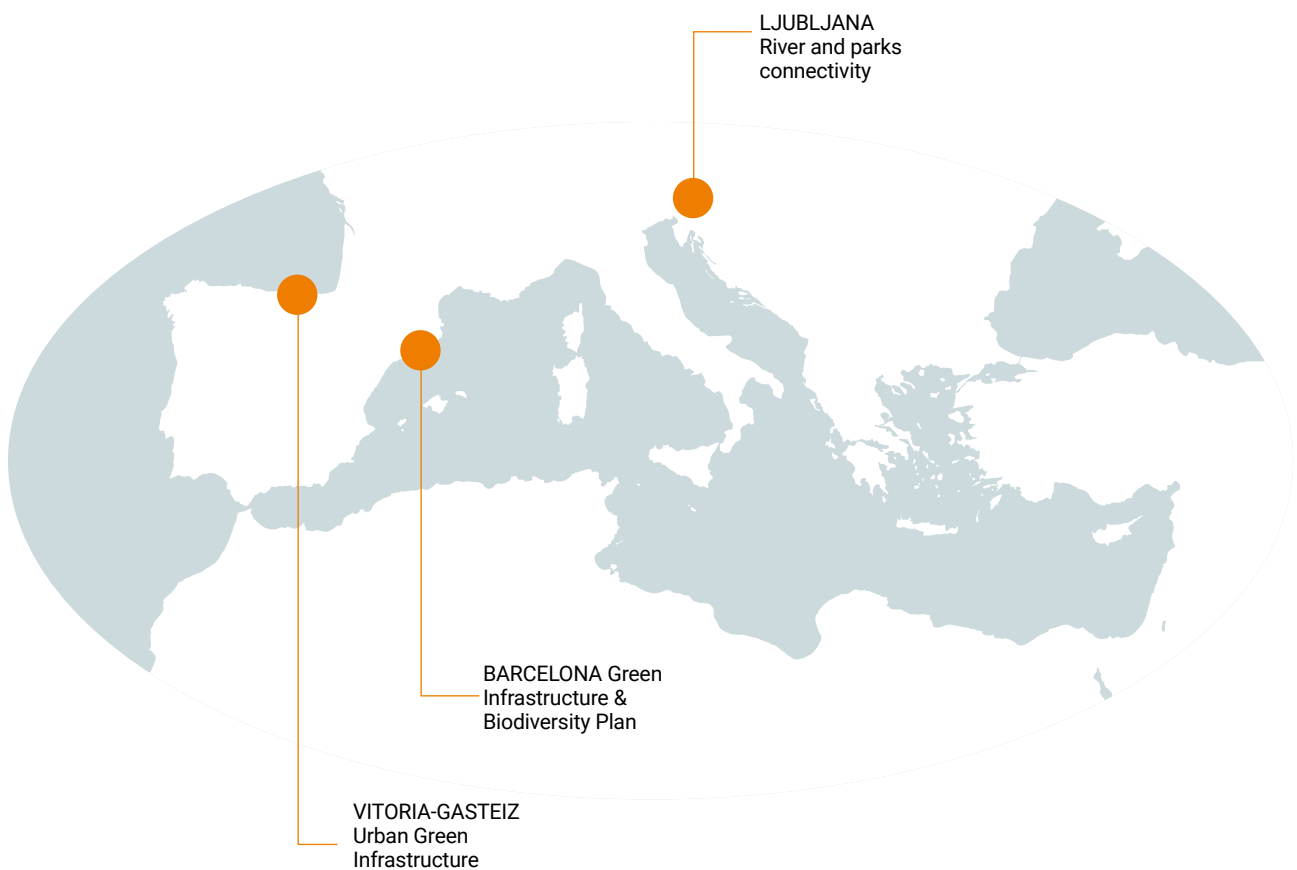 LJUBLJANA
River and parks
connectivity
BARCELONA Green
Infrastructure &
Biodiversity Plan
VITORIA-GASTEIZ
Urban Green
Infrastructure